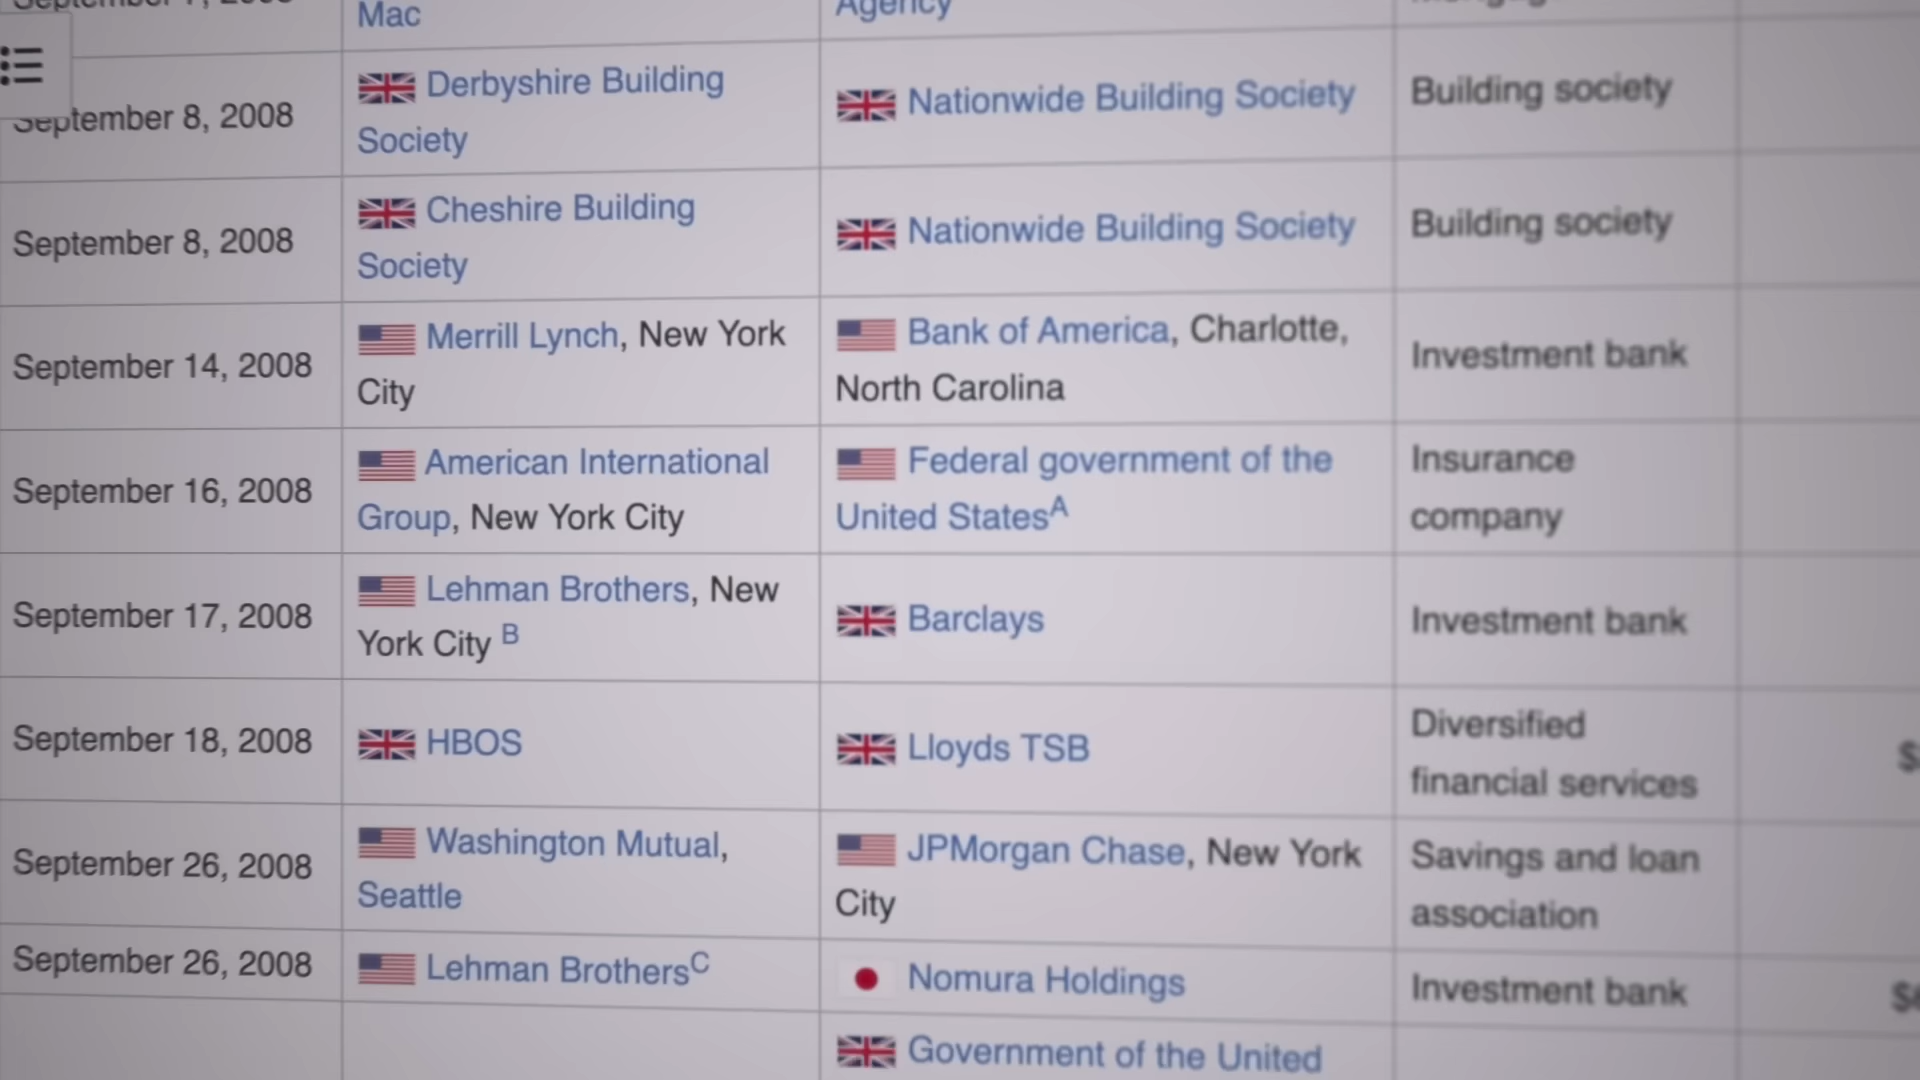 Mac
Agency
September 8, 2008
Derbyshire Building
Society
Nationwide Building Society
Building society
September 8, 2008
Cheshire Building
Society
Nationwide Building Society
Building society
September 14, 2008
Merrill Lynch, New York
City
Bank of America, Charlotte,
North Carolina
Investment bank
September 16, 2008
American International
Group, New York City
Federal government of the
United StatesA
Insurance
company
September 17, 2008
Lehman Brothers, New
York City B
Barclays
Investment bank
September 18, 2008
HBOS
Lloyds TSB
Diversified
financial services
$
September 26, 2008
Washington Mutual,
Seattle
JPMorgan Chase, New York
City
Savings and loan
association
September 26, 2008
Lehman BrothersC
Nomura Holdings
Investment bank
Government of the United